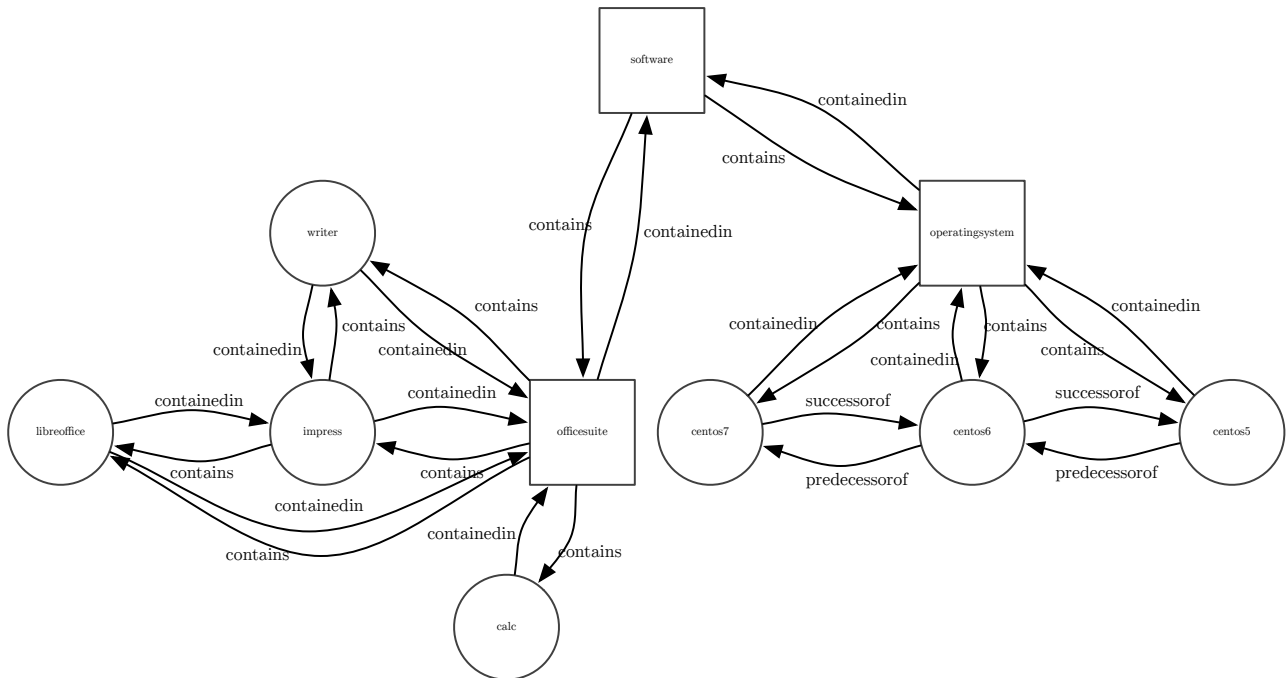 software
containedin
contains
writer
operatingsystem
contains
containedin
contains
contains
containedin
contains
contains
containedin
containedin
contains
containedin
containedin
containedin
containedin
successorof
successorof
libreoffice
impress
officesuite
centos7
centos6
centos5
contains
contains
predecessorof
predecessorof
containedin
containedin
contains
contains
calc